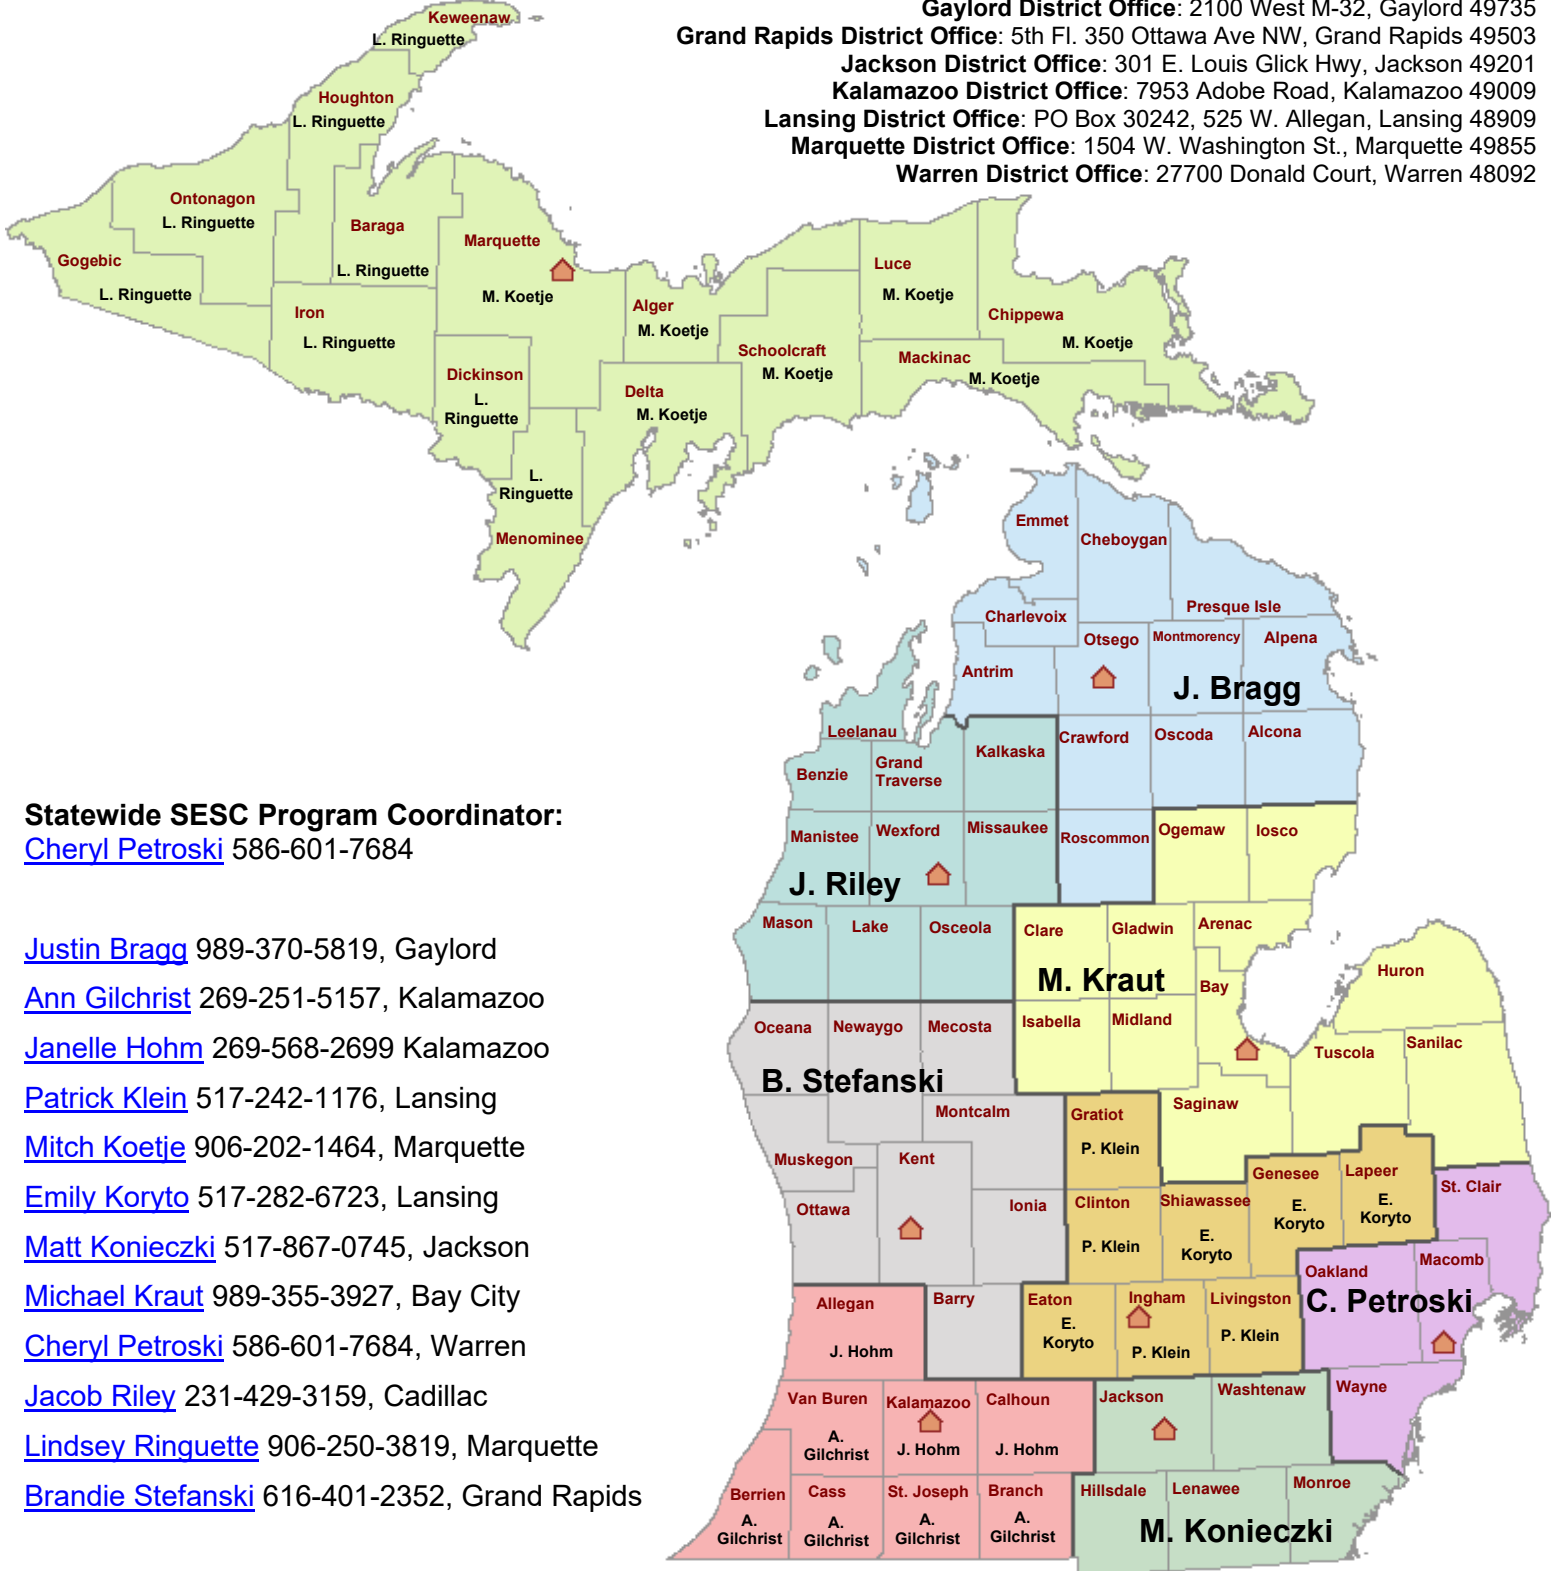 Gaylord District Office: 2100 West M-32, Gaylord 49735
Grand Rapids District Office: 5th Fl. 350 Ottawa Ave NW, Grand Rapids 49503
Jackson District Office: 301 E. Louis Glick Hwy, Jackson 49201
Kalamazoo District Office: 7953 Adobe Road, Kalamazoo 49009
Lansing District Office: PO Box 30242, 525 W. Allegan, Lansing 48909
Marquette District Office: 1504 W. Washington St., Marquette 49855
Warren District Office: 27700 Donald Court, Warren 48092
Keweenaw
L. Ringuette
Houghton
L. Ringuette
Ontonagon
L. Ringuette
Baraga
L. Ringuette
Gogebic
L. Ringuette
Iron
L. Ringuette
Marquette
M. Koetje
Dickinson
L.
Ringuette
L.
Ringuette
Menominee
Alger
M. Koetje
Delta
M. Koetje
Schoolcraft
M. Koetje
Luce
M. Koetje
Chippewa
M. Koetje
Mackinac
M. Koetje
Emmet
Cheboygan
Presque Isle
Charlevoix
Antrim
Otsego
Montmorency
Alpena
J. Bragg
Crawford
Oscoda
Alcona
Roscommon
Leelanau
Benzie
Grand
Traverse
Kalkaska
Manistee
Wexford
Missaukee
J. Riley
Mason
Lake
Osceola
Ogemaw
Iosco
Clare
Gladwin
Arenac
M. Kraut
Bay
Isabella
Midland
Huron
Tuscola
Sanilac
Saginaw
Oceana
Newaygo
Mecosta
B. Stefanski
Montcalm
Muskegon
Kent
Ottawa
Ionia
Barry
Gratiot
P. Klein
Clinton
P. Klein
Shiawassee
E.
Koryto
Genesee
E.
Koryto
Lapeer
E.
Koryto
Eaton
E.
Koryto
Ingham
P. Klein
Livingston
P. Klein
St. Clair
Macomb
Oakland
C. Petroski
Wayne
Allegan
J. Hohm
Van Buren
A.
Gilchrist
Kalamazoo
J. Hohm
Calhoun
J. Hohm
Berrien
A.
Gilchrist
Cass
A.
Gilchrist
St. Joseph
A.
Gilchrist
Branch
A.
Gilchrist
Jackson
Washtenaw
Hillsdale
Lenawee
Monroe
M. Konieczki
Statewide SESC Program Coordinator:
Cheryl Petroski 586-601-7684
Justin Bragg 989-370-5819, Gaylord
Ann Gilchrist 269-251-5157, Kalamazoo
Janelle Hohm 269-568-2699 Kalamazoo
Patrick Klein 517-242-1176, Lansing
Mitch Koetje 906-202-1464, Marquette
Emily Koryto 517-282-6723, Lansing
Matt Konieczki 517-867-0745, Jackson
Michael Kraut 989-355-3927, Bay City
Cheryl Petroski 586-601-7684, Warren
Jacob Riley 231-429-3159, Cadillac
Lindsey Ringuette 906-250-3819, Marquette
Brandie Stefanski 616-401-2352, Grand Rapids